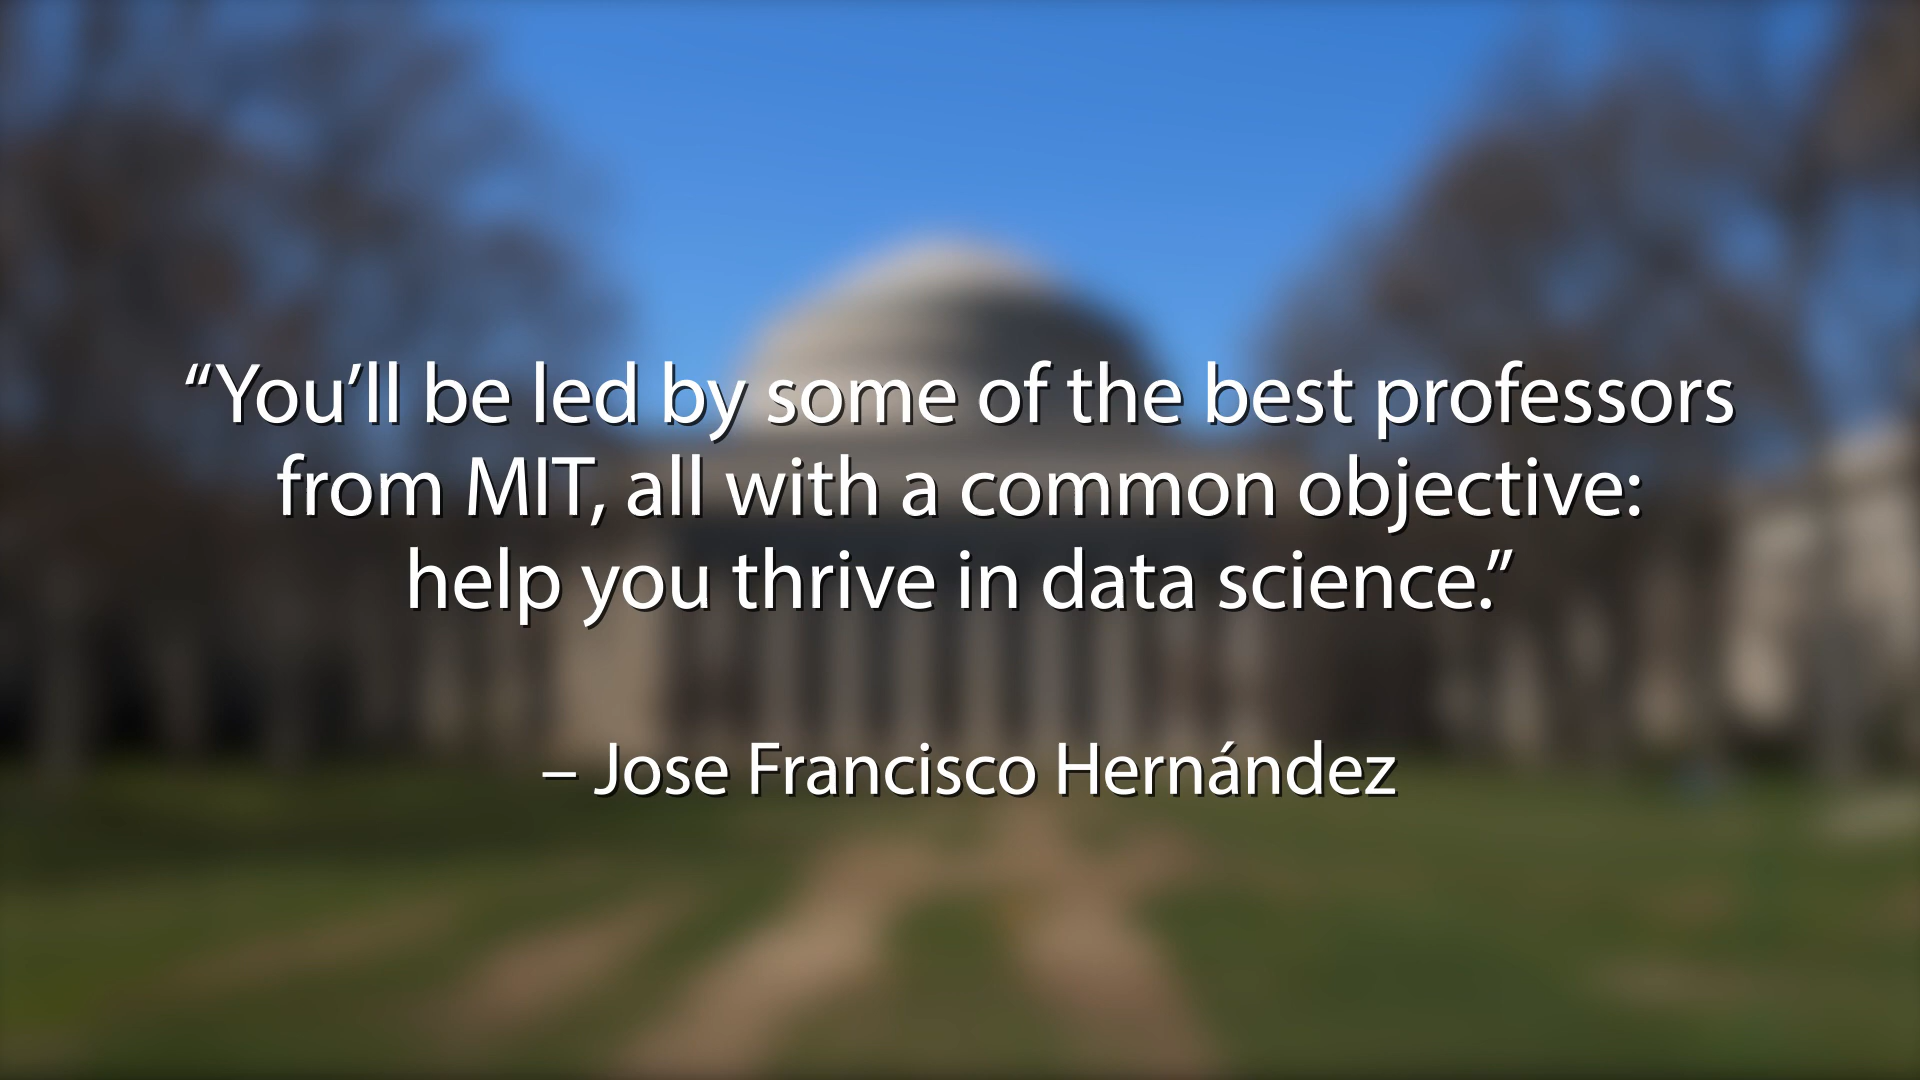 “You’ll be led by some of the best professors
from MIT, all with a common objective:
help you thrive in data science.”
– Jose Francisco Hernández